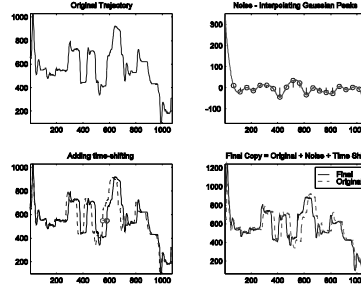 Original Trajectory
Noise - Interpolating Gaussian Peaks
1000
800
600
400
200
200 400 600 800 1000
300
200
100
0
-100
200 400 600 800 1000
Adding time-shifting
Final Copy = Original + Noise + Time Sh
1000
800
600
400
200
200 400 600 800 1000
1200
1000
800
600
400
200
200 400 600 800 1000
Final
Original